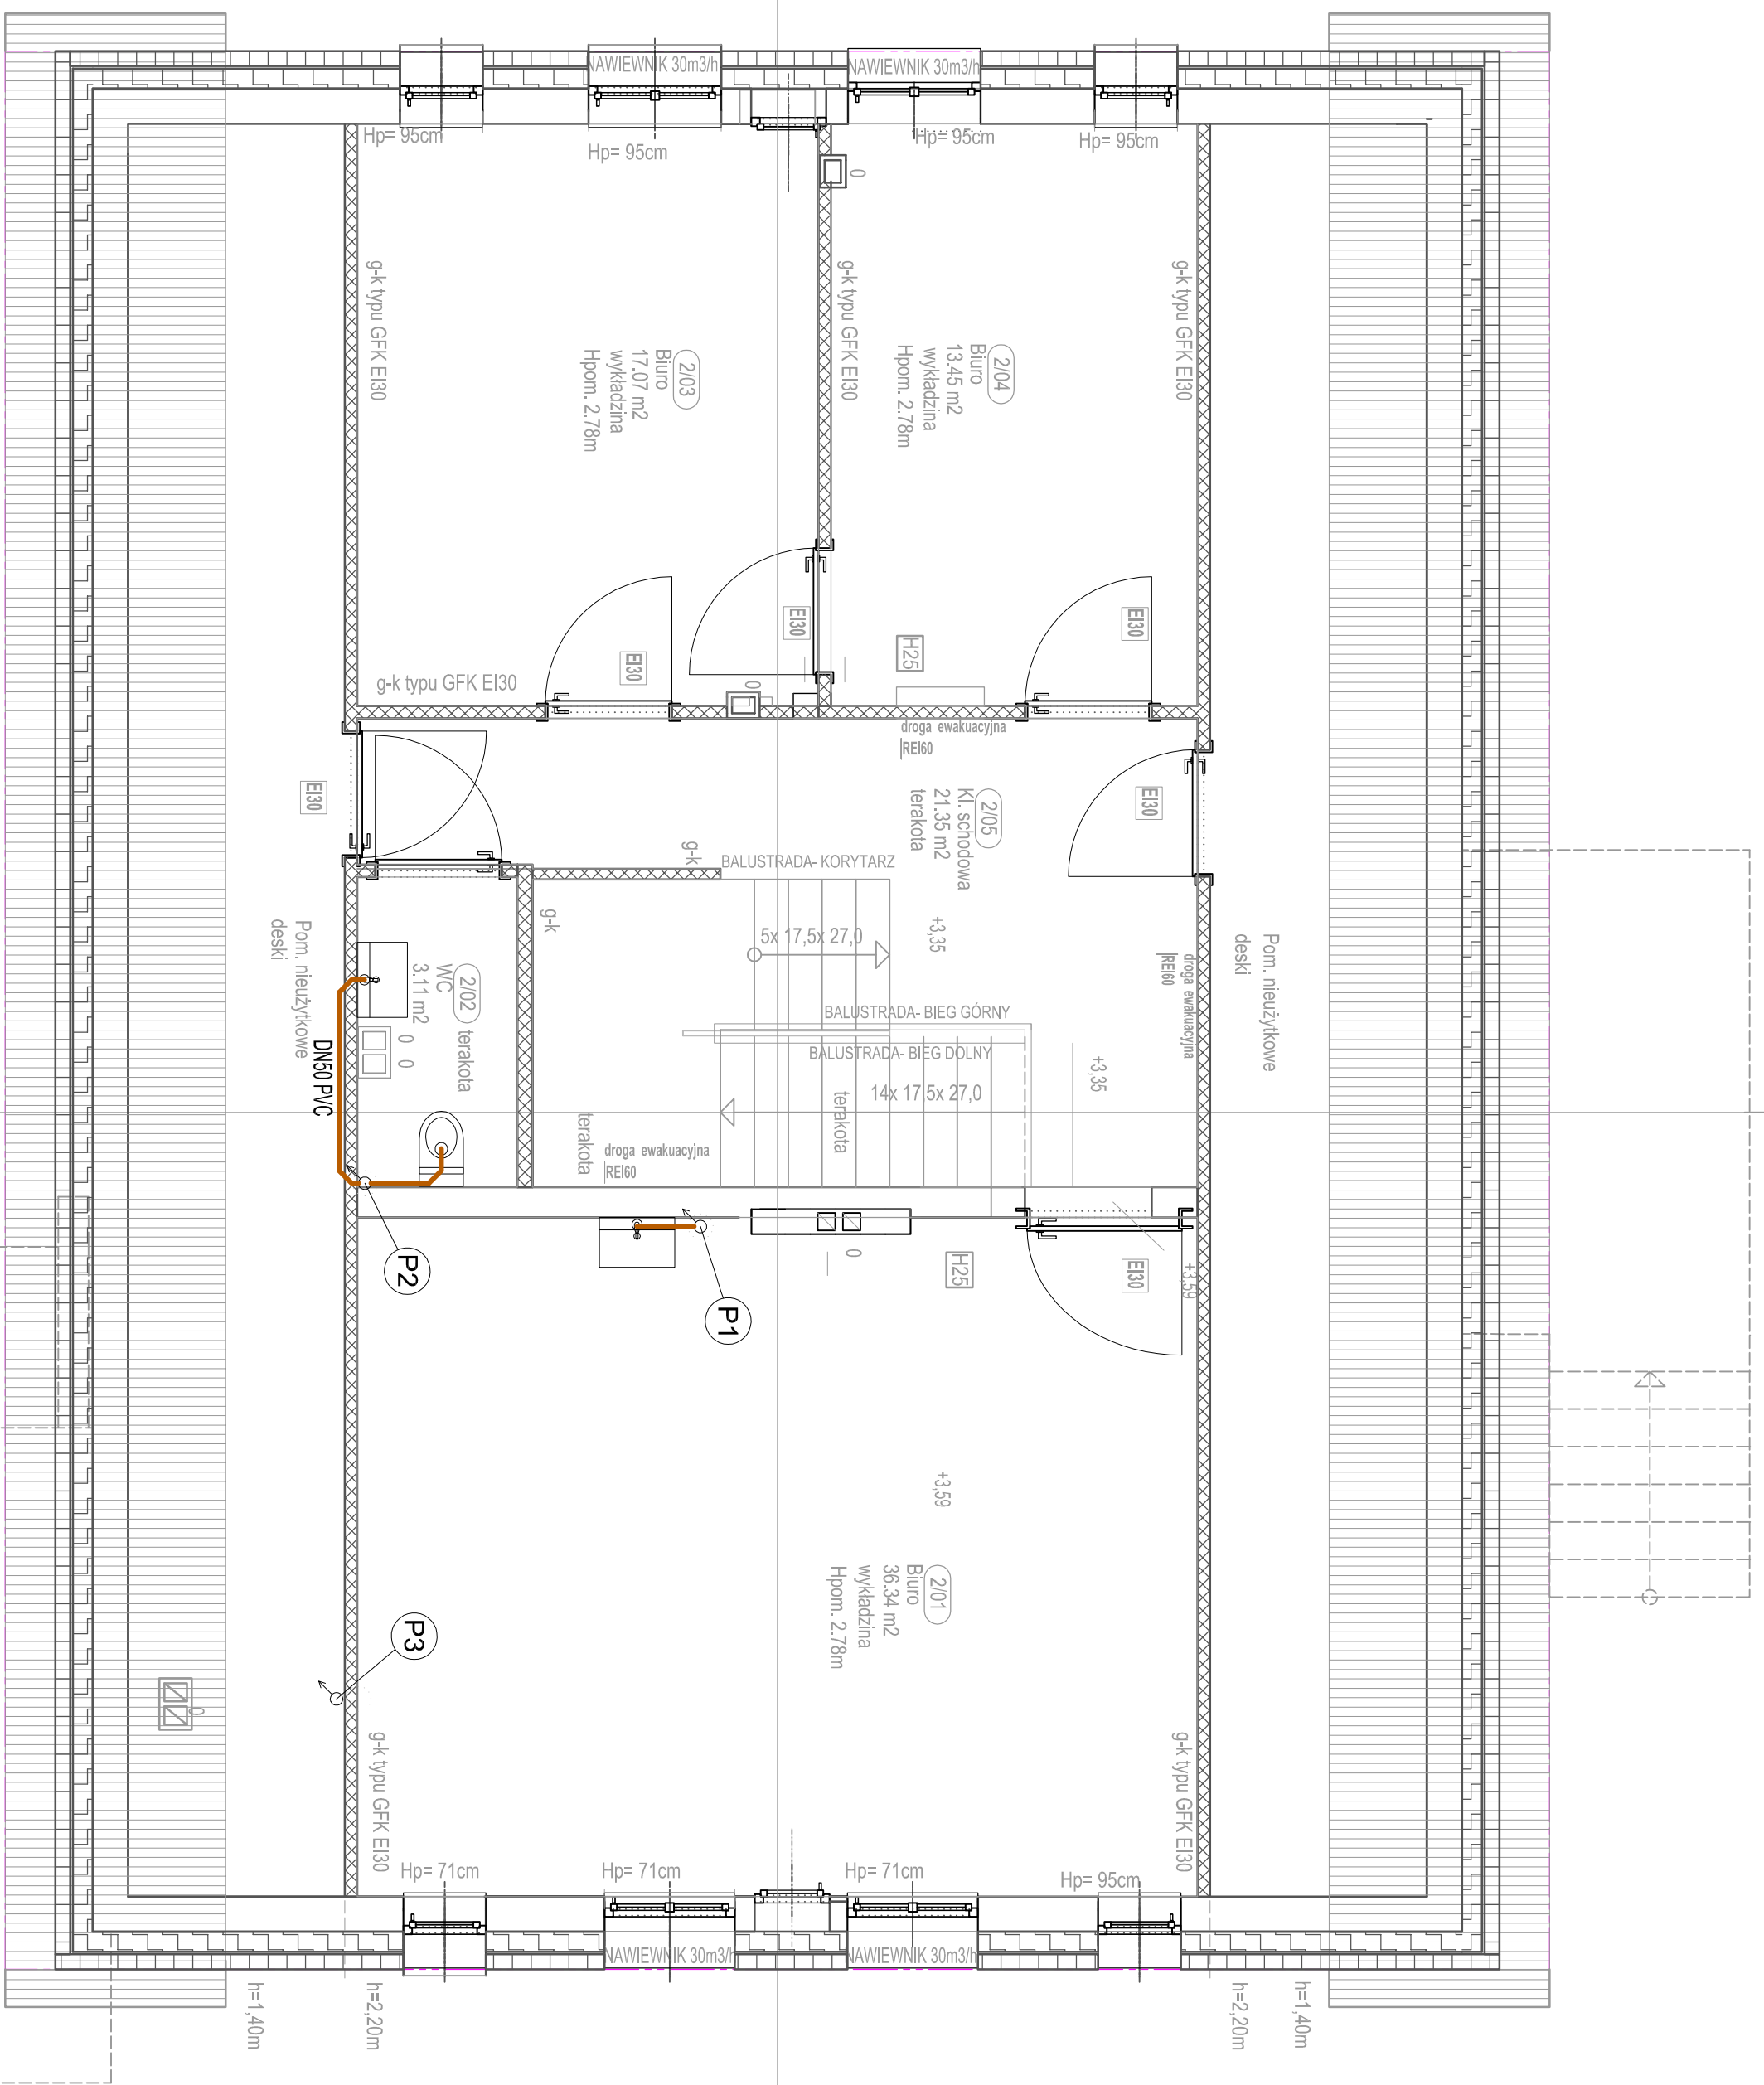 NAWIEWNIK 30m3/h
NAWIEWNIK 30m3/h
Hp= 95cm
Hp= 95cm
Hp= 95cm
Hp= 95cm
0
g-k typu GFK EI30
g-k typu GFK EI30
g-k typu GFK EI30
2/03
Biuro
17.07 m2
wykładzina
Hpom. 2.78m
2/04
Biuro
13.45 m2
wykładzina
Hpom. 2.78m
EI30
EI30
EI30
H25
g-k typu GFK EI30
0
droga ewakuacyjna
REI60
EI30
EI30
2/05
Kl. schodowa
21.35 m2
terakota
g-k
BALUSTRADA- KORYTARZ
g-k
+3,35
5x 17,5x 27,0
Pom. nieużytkowe
deski
Pom. nieużytkowe
deski
droga ewakuacyjna
REI60
2/02
WC
3.11 m2
terakota
0
0
DN50 PVC
BALUSTRADA- BIEG GÓRNY
BALUSTRADA- BIEG DOLNY
+3,35
14x 17,5x 27,0
terakota
terakota
droga ewakuacyjna
REI60
P2
P1
0
H25
EI30
+3,59
+3,59
2/01
Biuro
36.34 m2
wykładzina
Hpom. 2.78m
P3
0
g-k typu GFK EI30
g-k typu GFK EI30
Hp= 71cm
Hp= 71cm
Hp= 71cm
Hp= 95cm
NAWIEWNIK 30m3/h
NAWIEWNIK 30m3/h
h=1,40m
h=2,20m
h=2,20m
h=1,40m